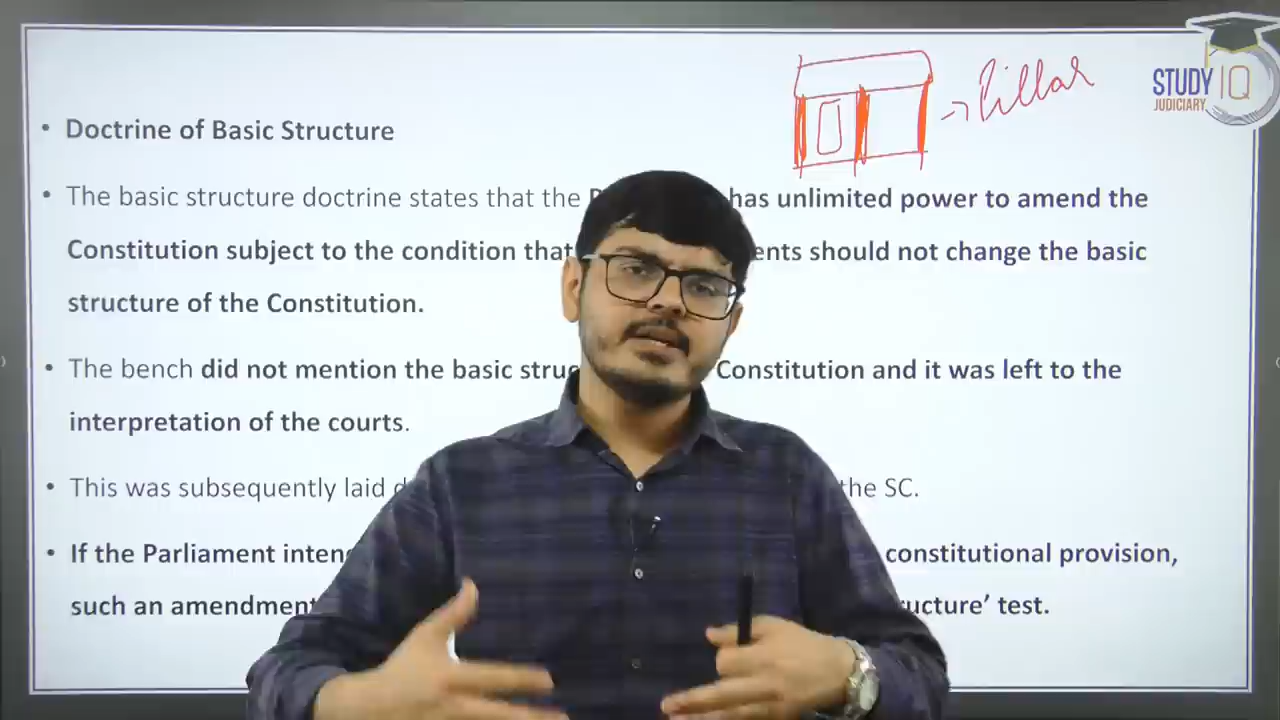 Pillar
STUDY IQ
JUDICIARY
• Doctrine of Basic Structure
• The basic structure doctrine states that the has unlimited power to amend the
Constitution subject to the condition that should not change the basic
structure of the Constitution.
• The bench did not mention the basic Constitution and it was left to the
interpretation of the courts.
• This was subsequently laid the SC.
• If the Parliament constitutional provision,
such an amendment test.